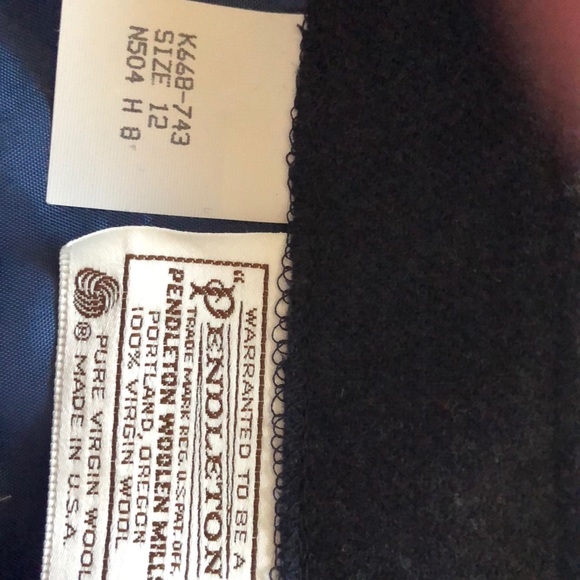 K668-743
SIZE 12
N504 H 8
"WARRANTED TO BE A
PENDLETON
TRADE MARK REG. U.S. PAT. OFF.
PENDLETON WOOLEN MILLS
PORTLAND, OREGON
100% VIRGIN WOOL
PURE VIRGIN WOOL
® MADE IN U.S.A.